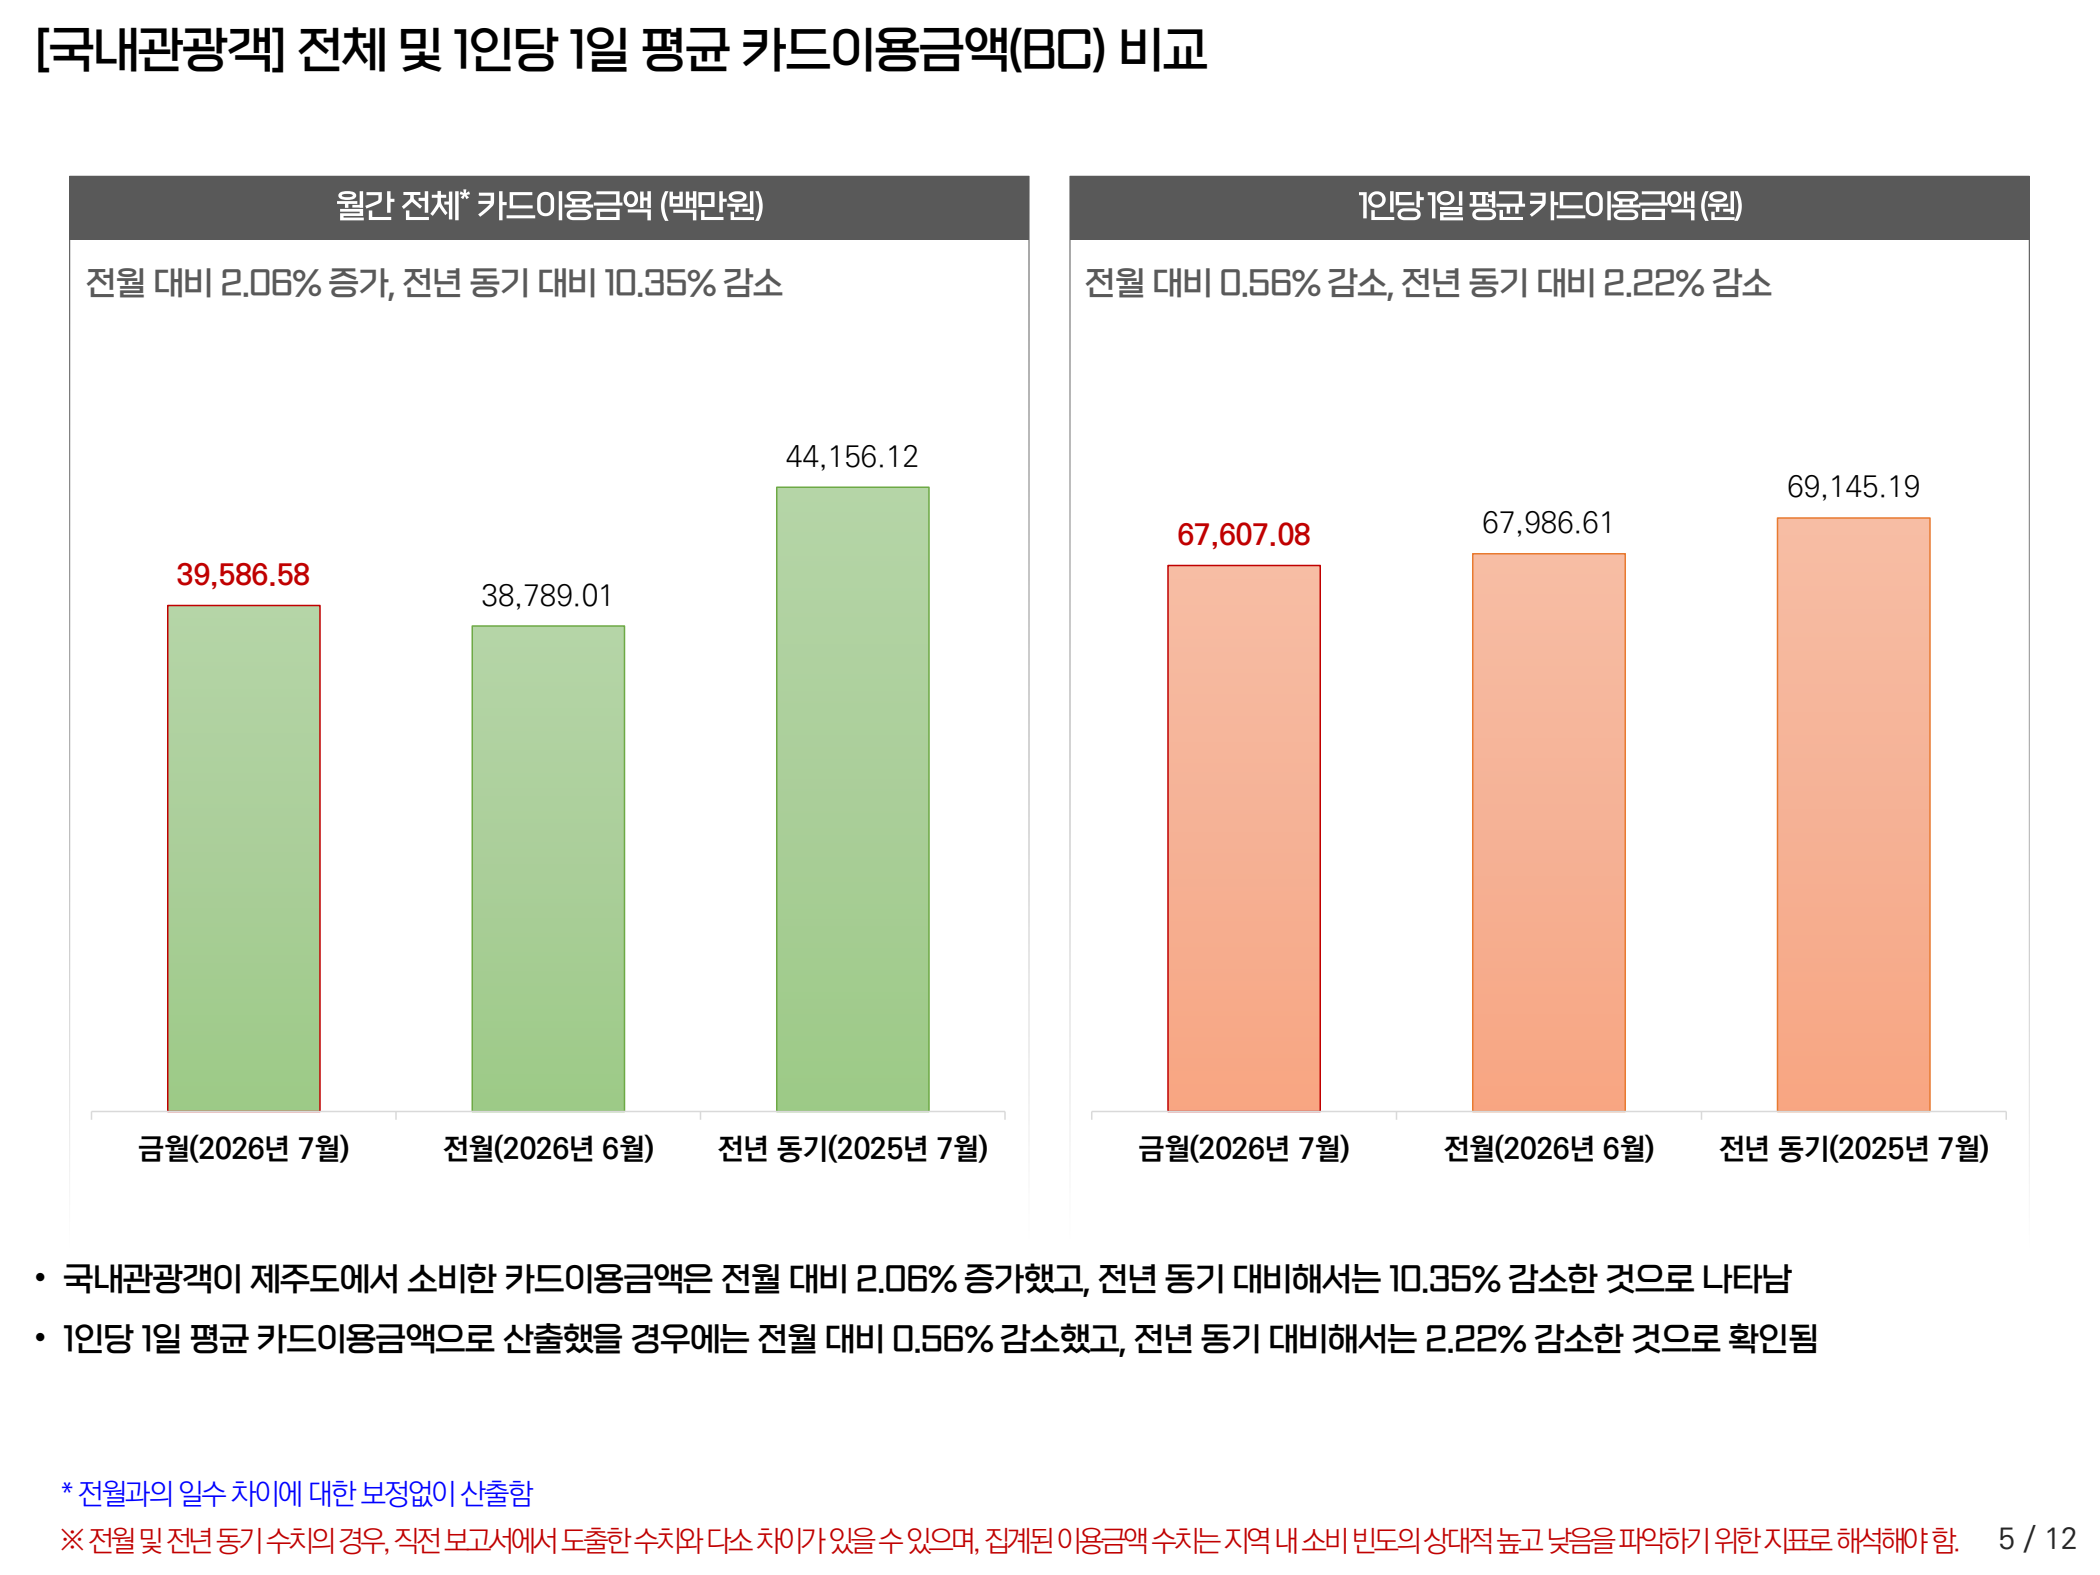 [국내관광객] 전체 및 1인당 1일 평균 카드이용금액(BC) 비교
월간 전체* 카드이용금액 (백만원)
전월 대비 2.06% 증가, 전년 동기 대비 10.35% 감소
39,586.58
38,789.01
44,156.12
금월(2026년 7월)
전월(2026년 6월)
전년 동기(2025년 7월)
1인당 1일 평균 카드이용금액 (원)
전월 대비 0.56% 감소, 전년 동기 대비 2.22% 감소
67,607.08
67,986.61
69,145.19
금월(2026년 7월)
전월(2026년 6월)
전년 동기(2025년 7월)
• 국내관광객이 제주도에서 소비한 카드이용금액은 전월 대비 2.06% 증가했고, 전년 동기 대비해서는 10.35% 감소한 것으로 나타남
• 1인당 1일 평균 카드이용금액으로 산출했을 경우에는 전월 대비 0.56% 감소했고, 전년 동기 대비해서는 2.22% 감소한 것으로 확인됨
* 전월과의 일수 차이에 대한 보정없이 산출함
※ 전월 및 전년 동기 수치의 경우, 직전 보고서에서 도출한 수치와 다소 차이가 있을 수 있으며, 집계된 이용금액 수치는 지역 내 소비 빈도의 상대적 높고 낮음을 파악하기 위한 지표로 해석해야 함.
5 / 12